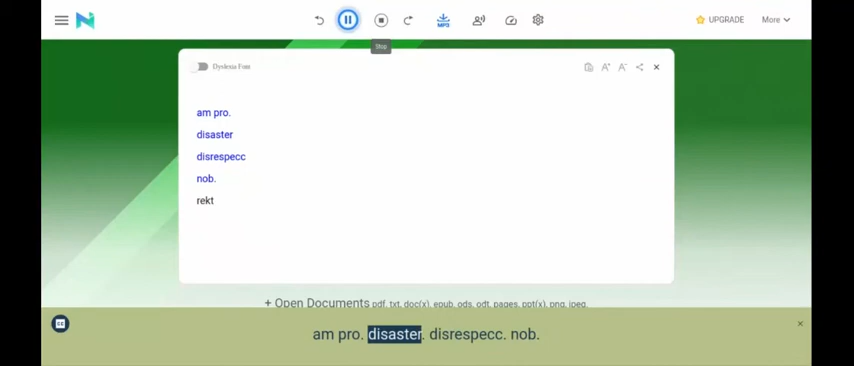 MP3
UPGRADE
More
Stop
Dyslexia Font
A+
A-
am pro.
disaster
disrespecc
nob.
rekt
+ Open Documents pdf, txt, doc(x), epub, ods, odt, pages, ppt(x), png, jpeg.
CC
am pro. disaster. disrespecc. nob.